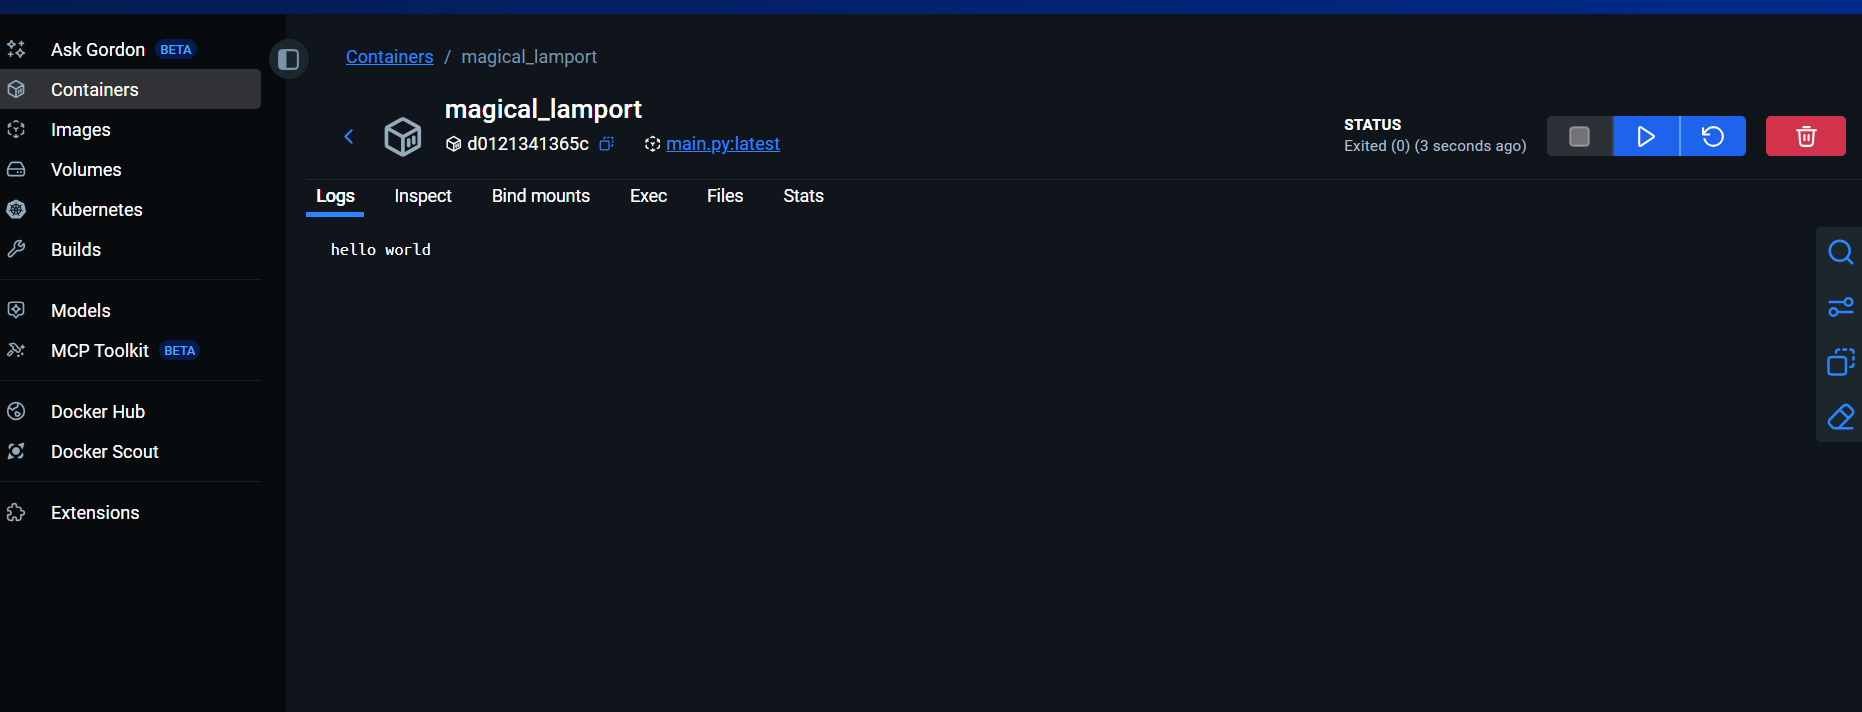 Ask Gordon BETA
Containers
Images
Volumes
Kubernetes
Builds
Models
MCP Toolkit BETA
Docker Hub
Docker Scout
Extensions
Containers / magical_lamport
magical_lamport
d0121341365c main.py:latest
STATUS
Exited (0) (3 seconds ago)
Logs Inspect Bind mounts Exec Files Stats
hello world